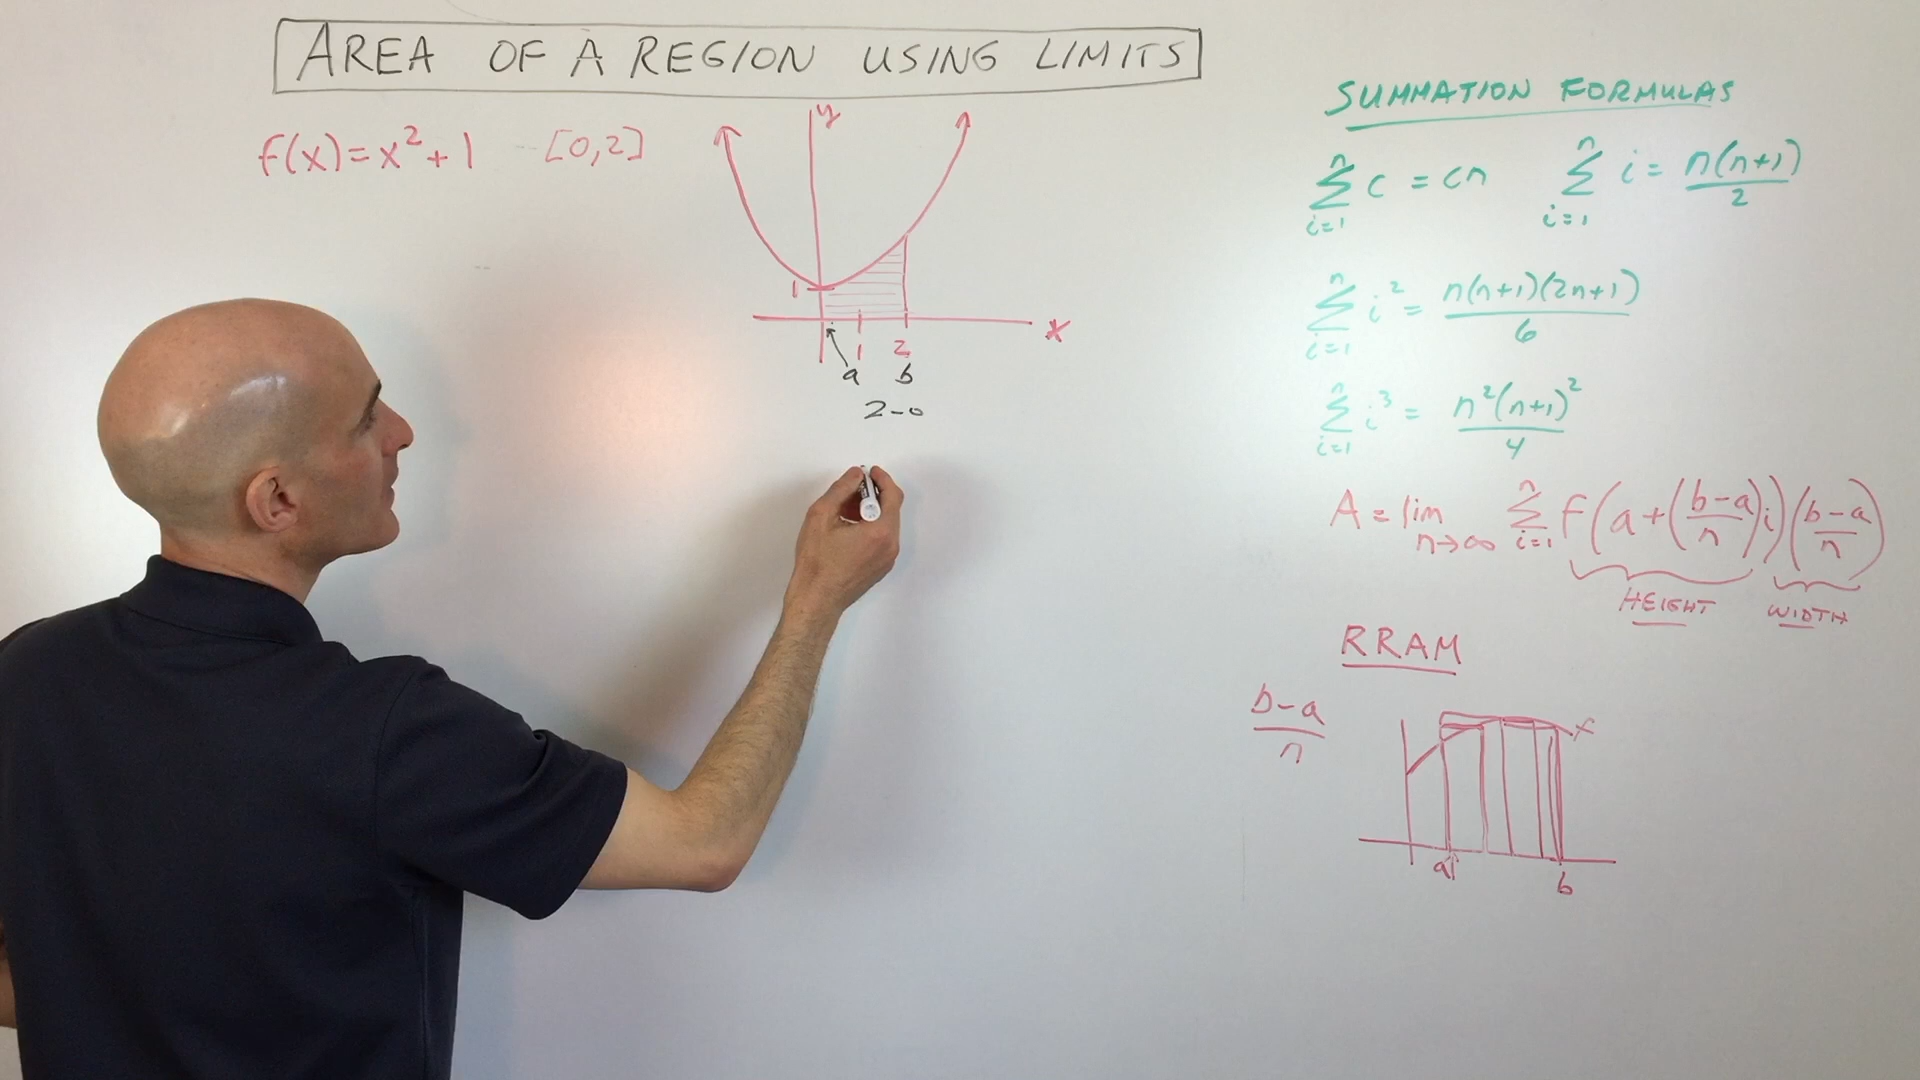 AREA OF A REGION USING LIMITS
f(x)=x²+1 [0,2]
y
1
x
1 2
a b
2-0
SUMMATION FORMULAS
n∑i=1 c = cn n∑i=1 i = n(n+1)/2
n∑i=1 i² = n(n+1)(2n+1)/6
n∑i=1 i³ = n²(n+1)²/4
A = lim n→∞ n∑i=1 f(a+((b-a)/n)i)((b-a)/n)
HEIGHT WIDTH
RRAM
b-a/n
f
a b